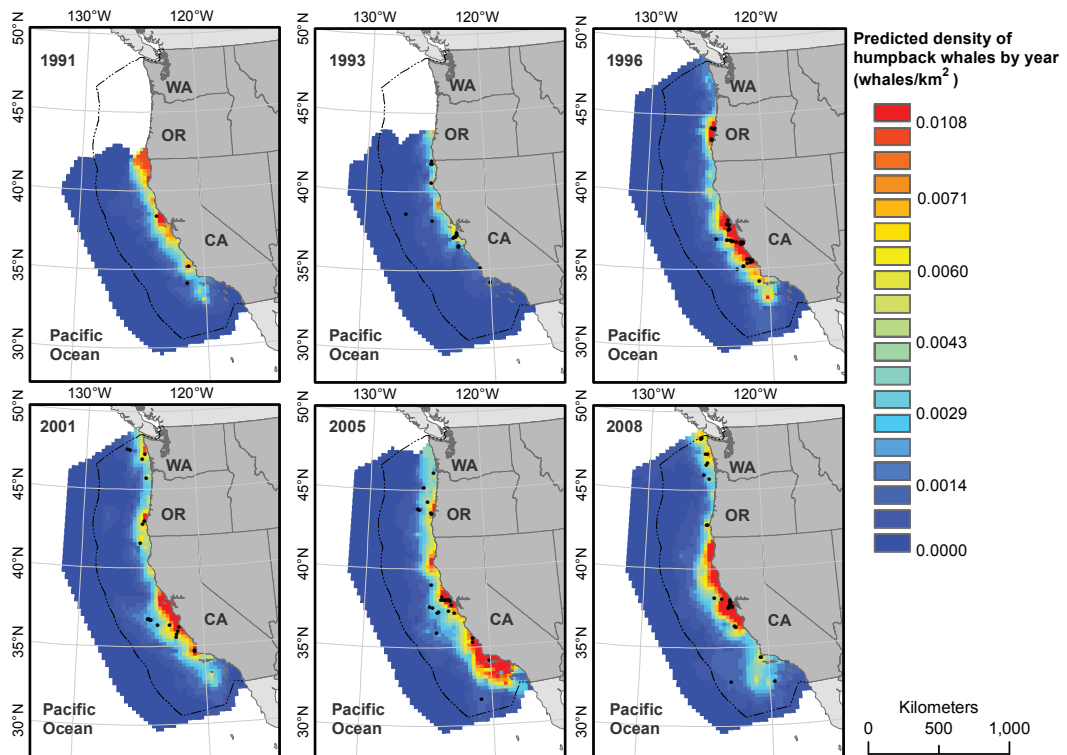 130°W 120°W
50°N
45°N
40°N
35°N
30°N
1991
WA
OR
CA
Pacific
Ocean
130°W 120°W
50°N
45°N
40°N
35°N
30°N
1993
WA
OR
CA
Pacific
Ocean
130°W 120°W
50°N
45°N
40°N
35°N
30°N
1996
WA
OR
CA
Pacific
Ocean
Predicted density of
humpback whales by year
(whales/km²)
0.0108
0.0071
0.0060
0.0043
0.0029
0.0014
0.0000
130°W 120°W
50°N
45°N
40°N
35°N
30°N
2001
WA
OR
CA
Pacific
Ocean
130°W 120°W
50°N
45°N
40°N
35°N
30°N
2005
WA
OR
CA
Pacific
Ocean
130°W 120°W
50°N
45°N
40°N
35°N
30°N
2008
WA
OR
CA
Pacific
Ocean
Kilometers
0 500 1,000